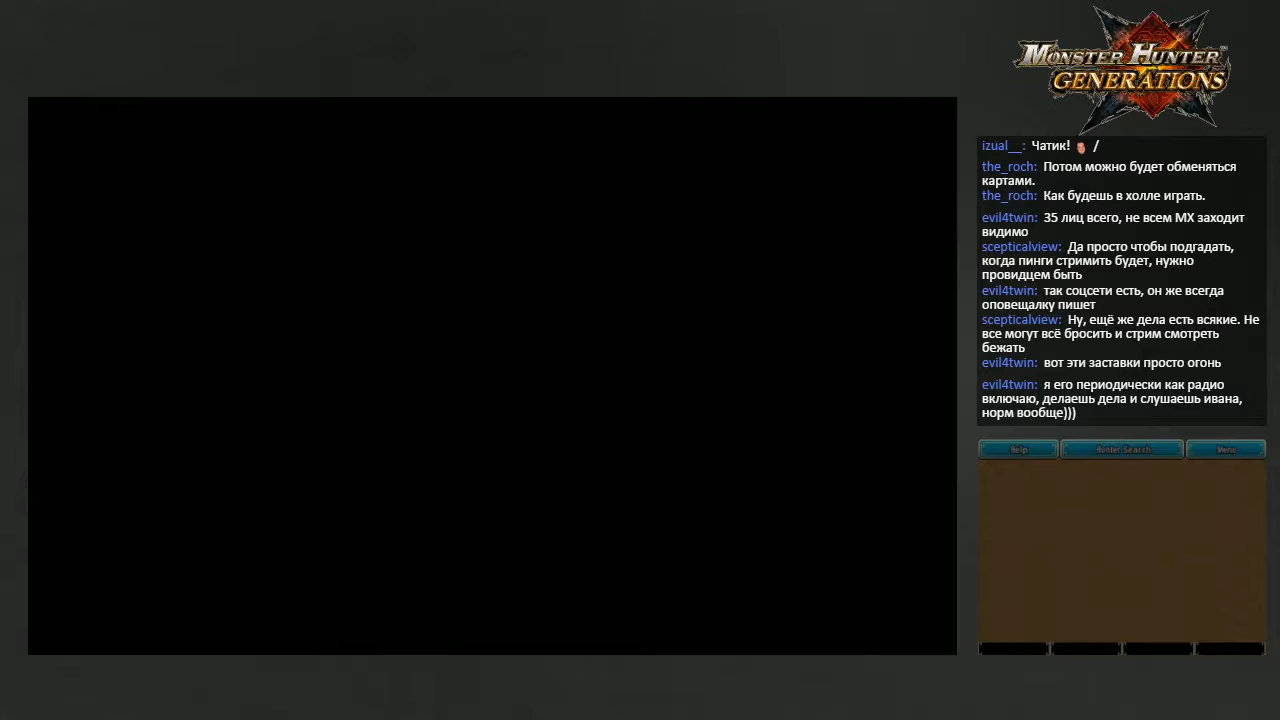 MONSTER HUNTER™
GENERATIONS
izual__: Чатик! /
the_roch: Потом можно будет обменяться
картами.
the_roch: Как будешь в холле играть.
evil4twin: 35 лиц всего, не всем МХ заходит
видимо
scepticalview: Да просто чтобы подгадать,
когда пинги стримить будет, нужно
провидцем быть
evil4twin: так соцсети есть, он же всегда
оповещалку пишет
scepticalview: Ну, ещё же дела есть всякие. Не
все могут всё бросить и стрим смотреть
бежать
evil4twin: вот эти заставки просто огонь
evil4twin: я его периодически как радио
включаю, делаешь дела и слушаешь ивана,
норм вообще)))
Help Hunter Search Menu